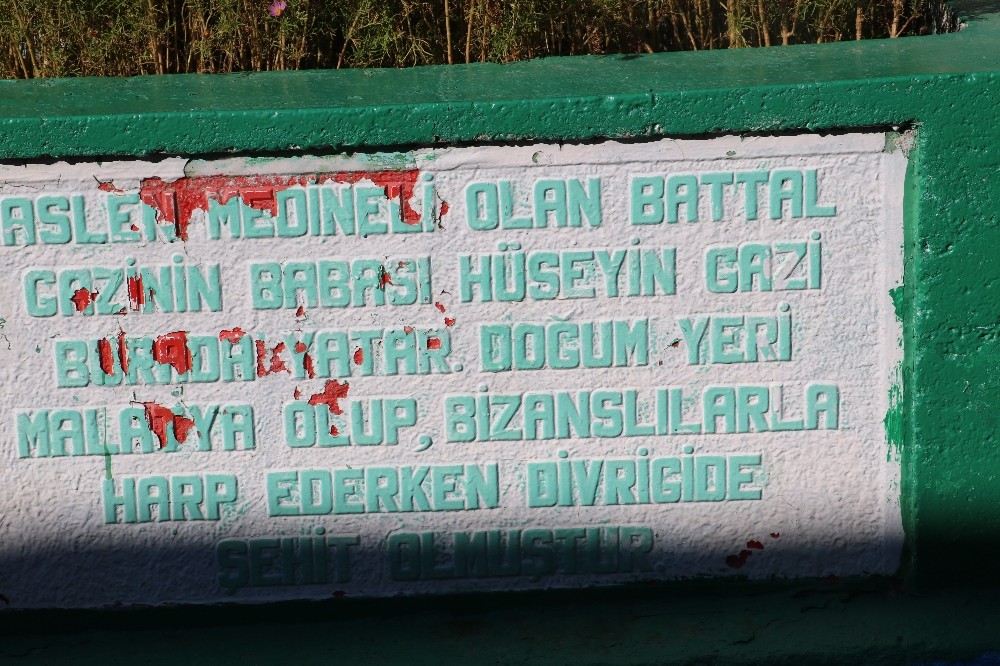 ASLEN MEDİNELİ OLAN BATTAL
GAZİNİN BABASI HÜSEYİN GAZİ
BURADA YATAR. DOĞUM YERİ
MALATYA OLUP, BİZANSLILARLA
HARP EDERKEN DİVRİGİDE
ŞEHİT OLMUŞTUR